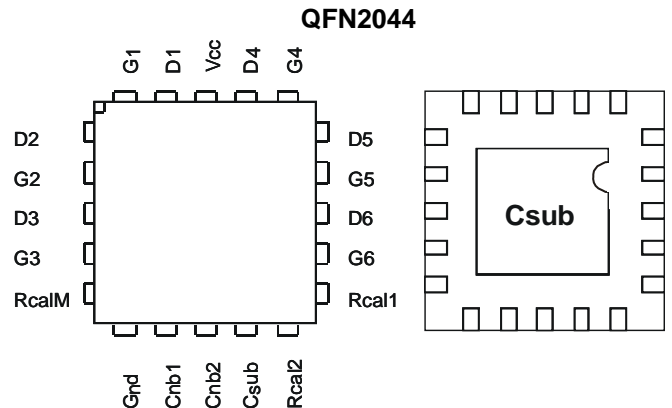 QFN2044
G1 D1 Vcc D4 G4
D2 D5
G2 G5
D3 Csub D6
G3 G6
RcalM Rcal1
Gnd Cnb1 Cnb2 Csub Rcal2